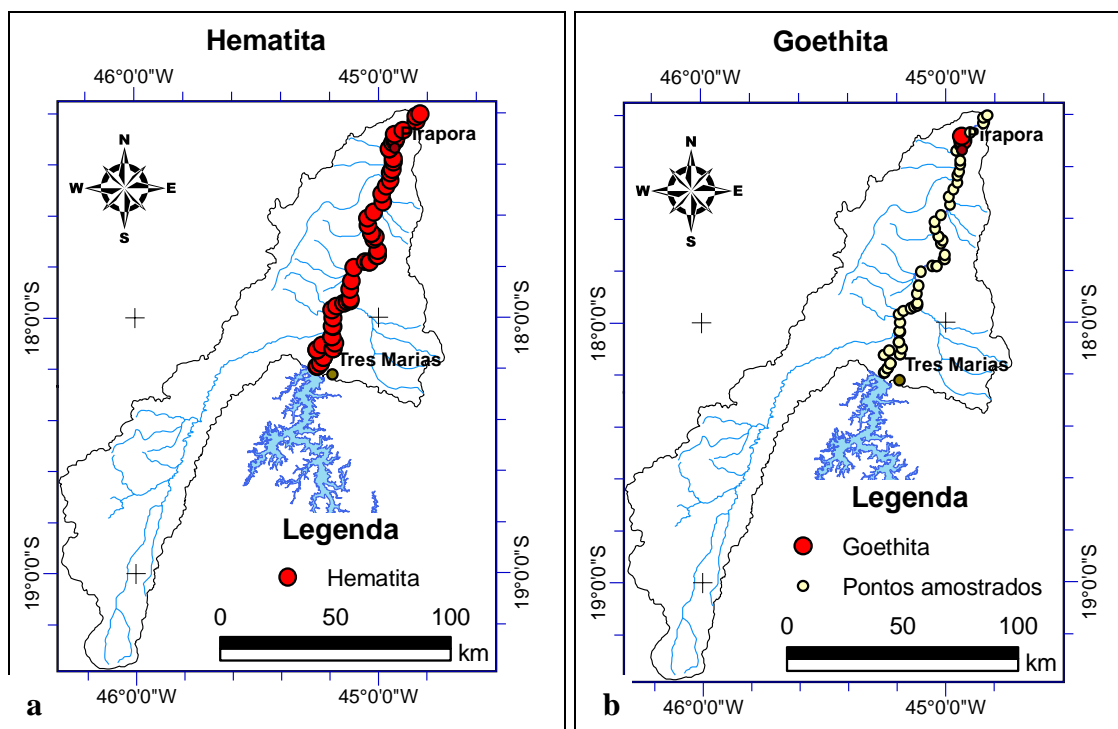 Hematita
46°0'0"W 45°0'0"W
N
W E
S
Pirapora
18°0'0"S
18°0'0"S
Tres Marias
19°0'0"S
19°0'0"S
Legenda
Hematita
0 50 100
km
46°0'0"W 45°0'0"W
a
Goethita
46°0'0"W 45°0'0"W
N
W E
S
Pirapora
18°0'0"S
18°0'0"S
Tres Marias
19°0'0"S
19°0'0"S
Legenda
Goethita
Pontos amostrados
0 50 100
km
46°0'0"W 45°0'0"W
b